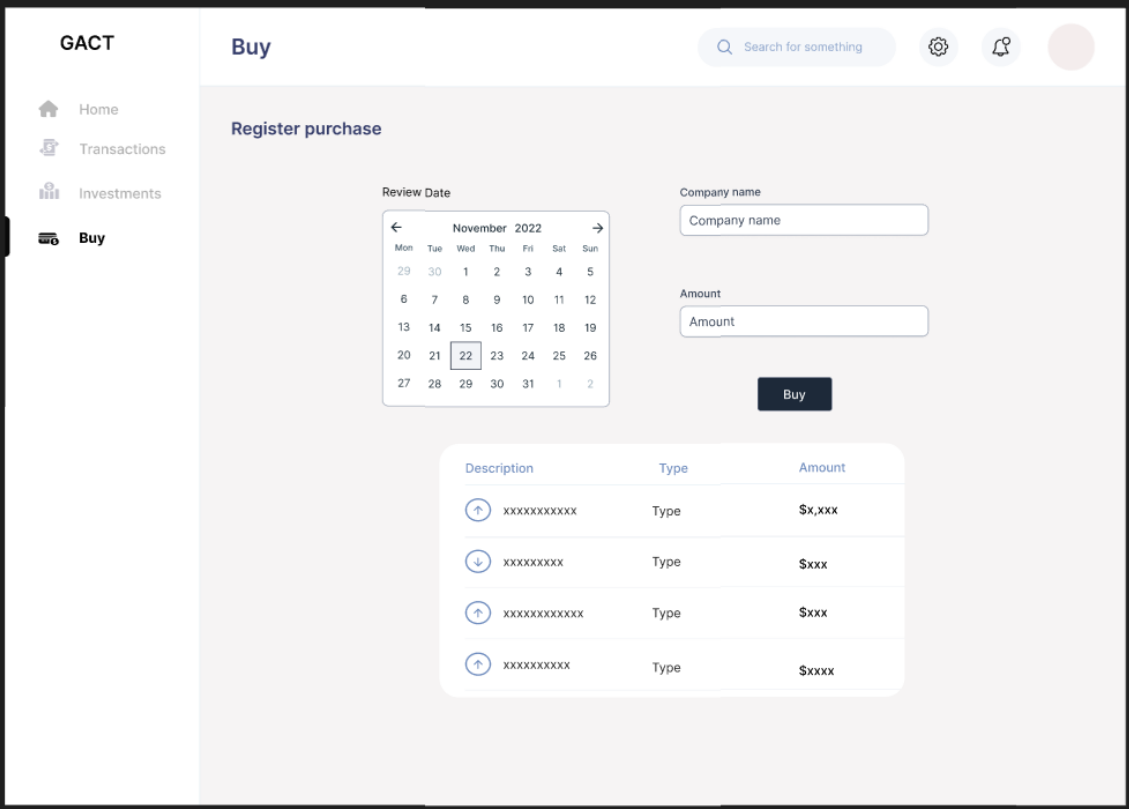 GACT
Home
Transactions
Investments
Buy
Buy
Search for something
Register purchase
Review Date
November 2022
Mon Tue Wed Thu Fri Sat Sun
29 30 1 2 3 4 5
6 7 8 9 10 11 12
13 14 15 16 17 18 19
20 21 22 23 24 25 26
27 28 29 30 31 1 2
Company name
Company name
Amount
Amount
Buy
Description Type Amount
xxxxxxxxxxx Type $x,xxx
xxxxxxxxx Type $xxx
xxxxxxxxxxxx Type $xxx
xxxxxxxxxx Type $xxxx